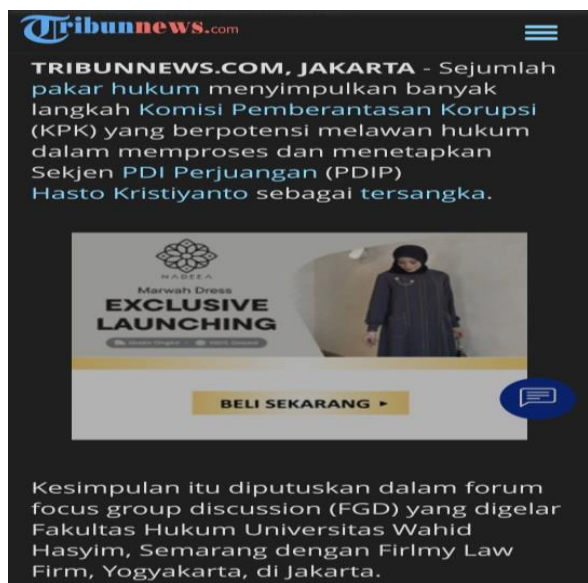 Tribunnews.com
TRIBUNNEWS.COM, JAKARTA - Sejumlah
pakar hukum menyimpulkan banyak
langkah Komisi Pemberantasan Korupsi
(KPK) yang berpotensi melawan hukum
dalam memproses dan menetapkan
Sekjen PDI Perjuangan (PDIP)
Hasto Kristiyanto sebagai tersangka.
NADEEA
Marwah Dress
EXCLUSIVE
LAUNCHING
BELI SEKARANG
Kesimpulan itu diputuskan dalam forum
focus group discussion (FGD) yang digelar
Fakultas Hukum Universitas Wahid
Hasyim, Semarang dengan Firlmy Law
Firm, Yogyakarta, di Jakarta.